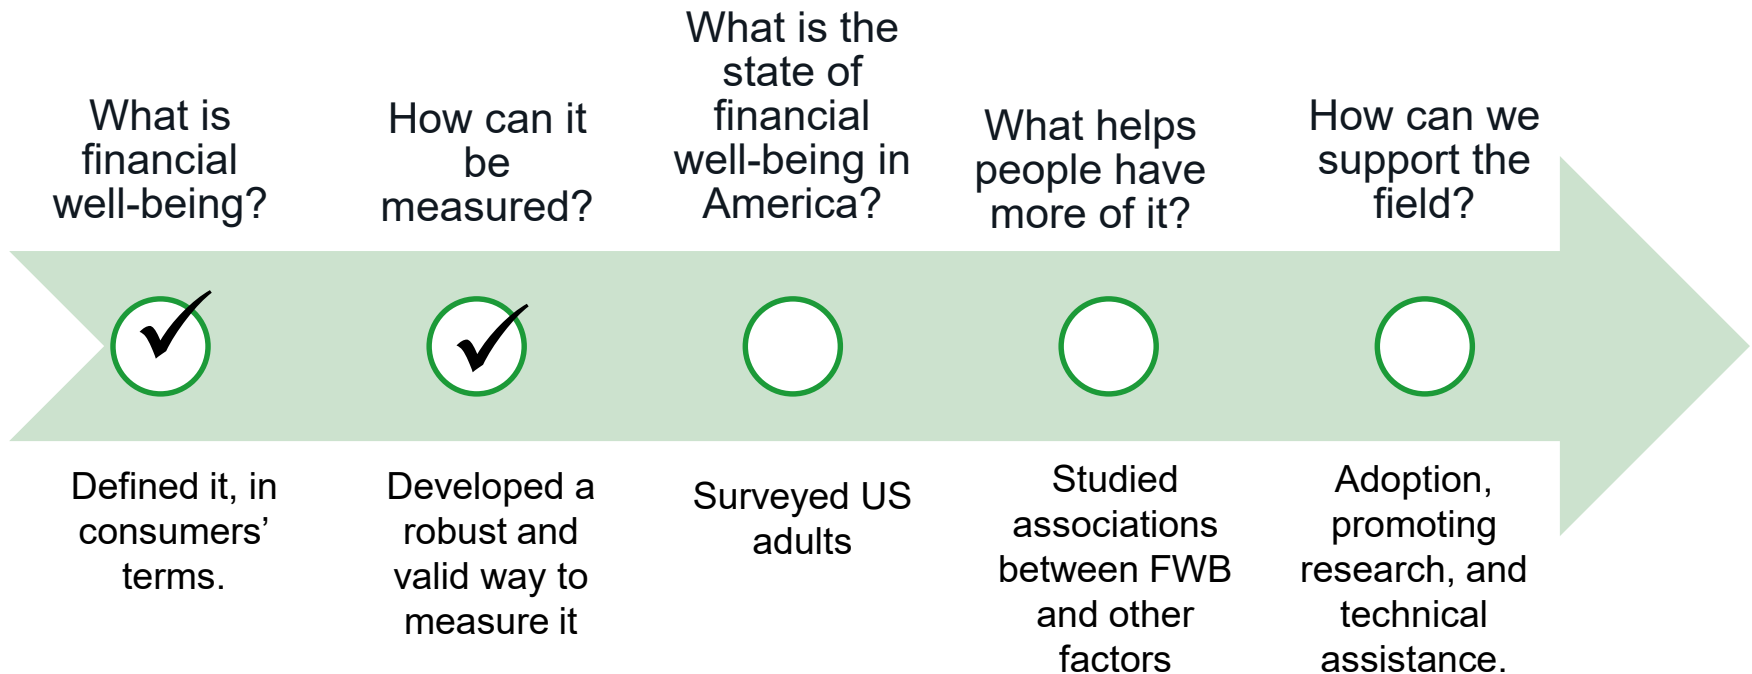 What is
financial
well-being?
How can it
be
measured?
What is the
state of
financial
well-being in
America?
What helps
people have
more of it?
How can we
support the
field?
Defined it, in
consumers’
terms.
Developed a
robust and
valid way to
measure it
Surveyed US
adults
Studied
associations
between FWB
and other
factors
Adoption,
promoting
research, and
technical
assistance.